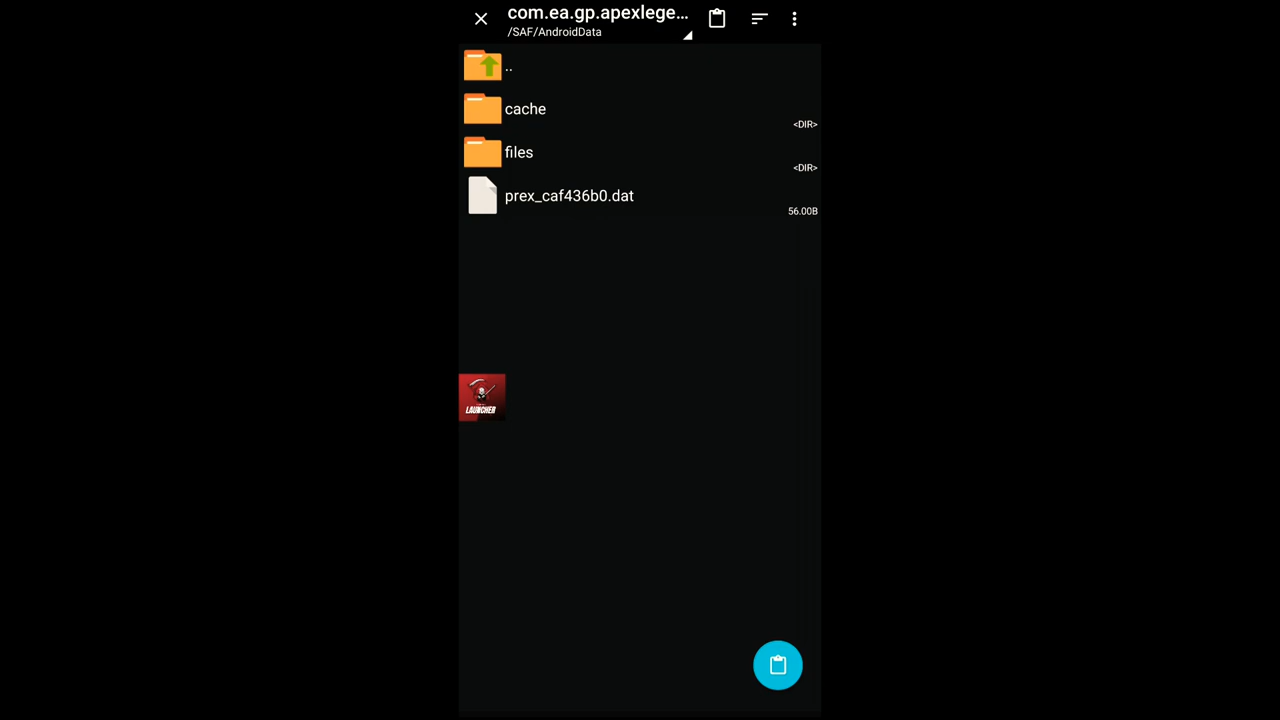 com.ea.gp.apexlege...
/SAF/AndroidData
..
cache
<DIR>
files
<DIR>
prex_caf436b0.dat
56.00B
LAUNCHER